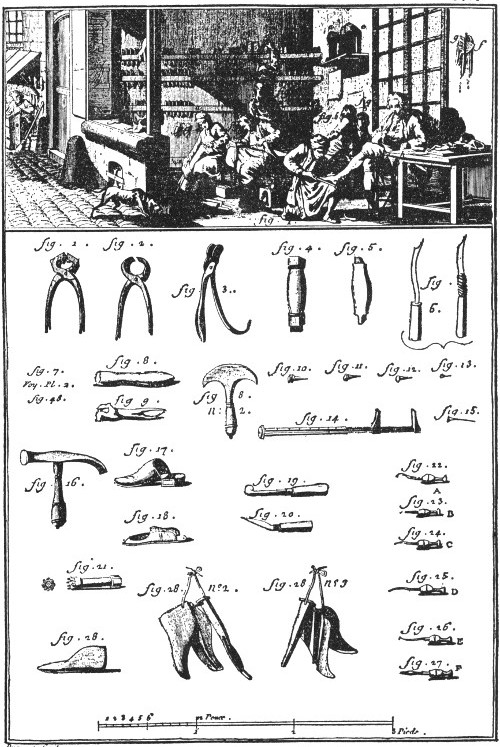 fig. 1.
fig. 1. fig. 2. fig. 3. fig. 4. fig. 5. fig. 6.
fig. 7.
Voy. Pl. 2.
fig. 48.
fig. 8.
fig. 9.
fig. 8.
n: 2.
fig. 10. fig. 11. fig. 12. fig. 13.
fig. 14.
fig. 15.
fig. 16.
fig. 17.
fig. 18.
fig. 19.
fig. 20.
fig. 21.
fig. 22.
A
fig. 23.
B
fig. 24.
C
fig. 25.
D
fig. 26.
E
fig. 27.
F
fig. 28.
fig. 28. n° 2.
fig. 28 n° 3
1 2 3 4 5 6 12 Pouce.
1 2 3 Pieds.